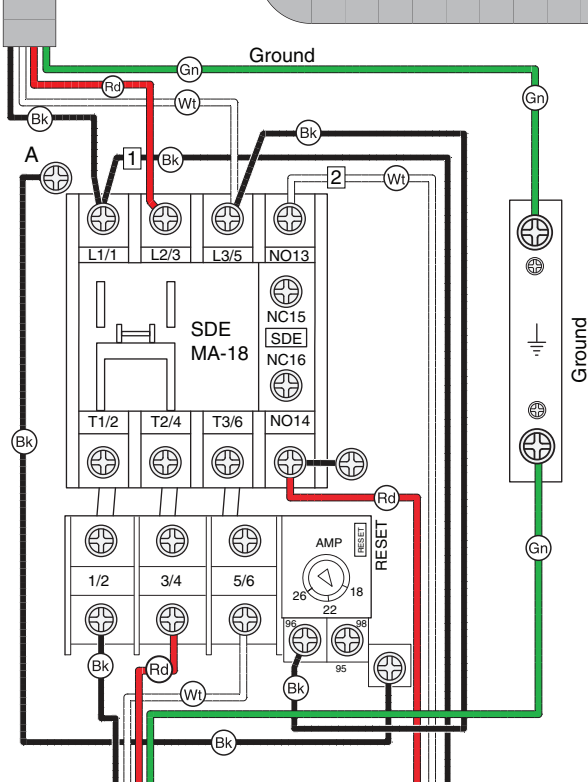 Ground
Gn
Rd
Wt
Gn
Bk
Bk
A
1
Bk
2
Wt
L1/1
L2/3
L3/5
NO13
NC15
SDE
MA-18
SDE
NC16
Ground
T1/2
T2/4
T3/6
NO14
Bk
Rd
AMP
RESET
RESET
Gn
1/2
3/4
5/6
26
18
22
96
98
95
Bk
Rd
Bk
Wt
Bk